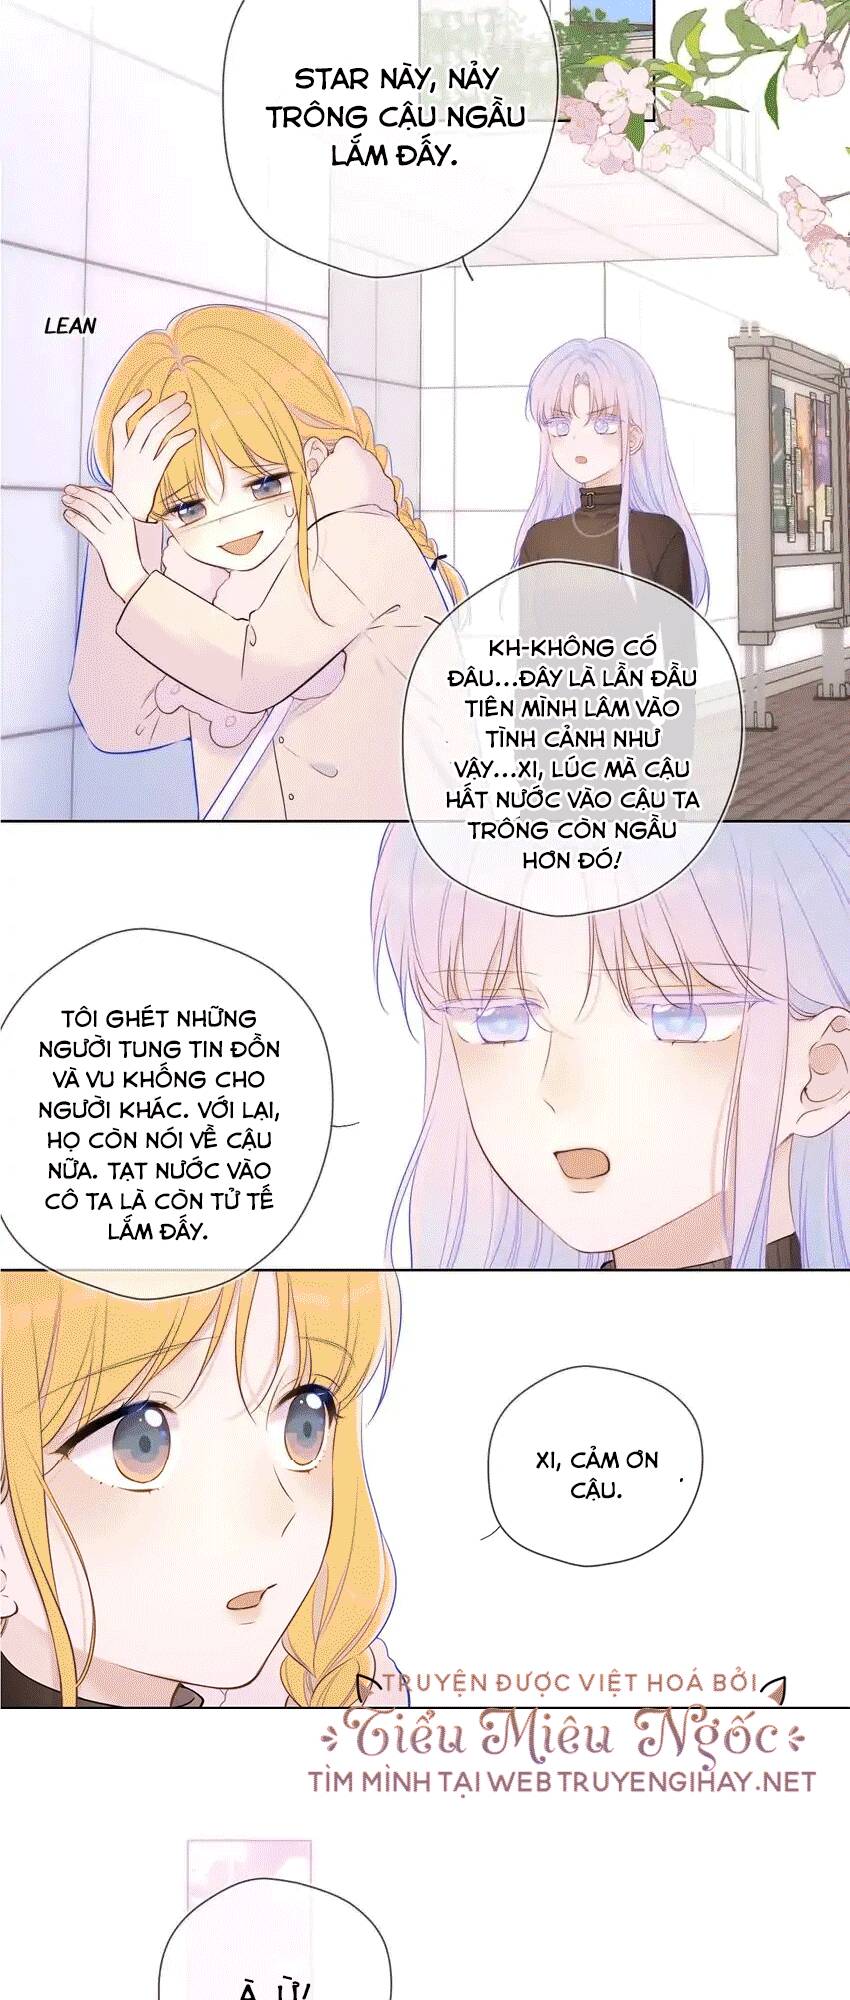 STAR NÀY, NẢY
TRÔNG CẬU NGẦU
LẮM ĐẤY.
LEAN
KH-KHÔNG CÓ
ĐÂU...ĐÂY LÀ LẦN ĐẦU
TIÊN MÌNH LÂM VÀO
TÌNH CẢNH NHƯ
VẬY...XI, LÚC MÀ CẬU
HẤT NƯỚC VÀO CẬU TA
TRÔNG CÒN NGẦU
HƠN ĐÓ!
TÔI GHÉT NHỮNG
NGƯỜI TUNG TIN ĐỒN
VÀ VU KHỐNG CHO
NGƯỜI KHÁC. VỚI LẠI,
HỌ CÒN NÓI VỀ CẬU
NỮA. TẠT NƯỚC VÀO
CÔ TA LÀ CÒN TỬ TẾ
LẮM ĐẤY.
XI, CẢM ƠN
CẬU.
TRUYỆN ĐƯỢC VIỆT HOÁ BỞI
Tiểu Miêu Ngốc
TÌM MÌNH TẠI WEB TRUYENGIHAY.NET
À, Ừ!